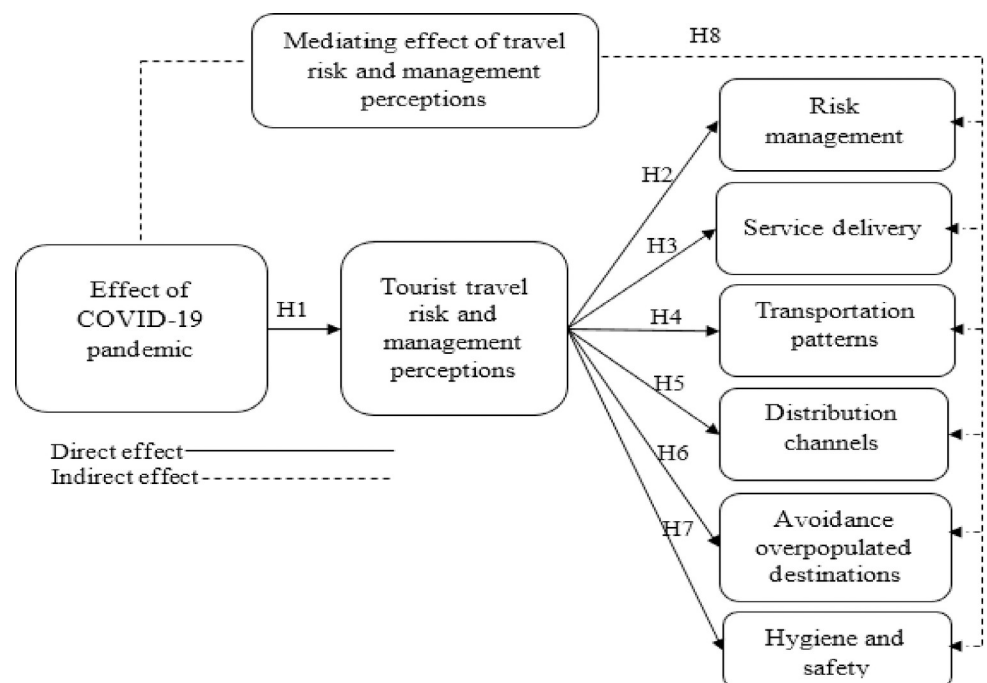 Mediating effect of travel
risk and management
perceptions
H8
Risk
management
H2
Service delivery
H3
Effect of
COVID-19
pandemic
H1
Tourist travel
risk and
management
perceptions
H4
Transportation
patterns
H5
Distribution
channels
Direct effect
Indirect effect
H6
Avoidance
overpopulated
destinations
H7
Hygiene and
safety